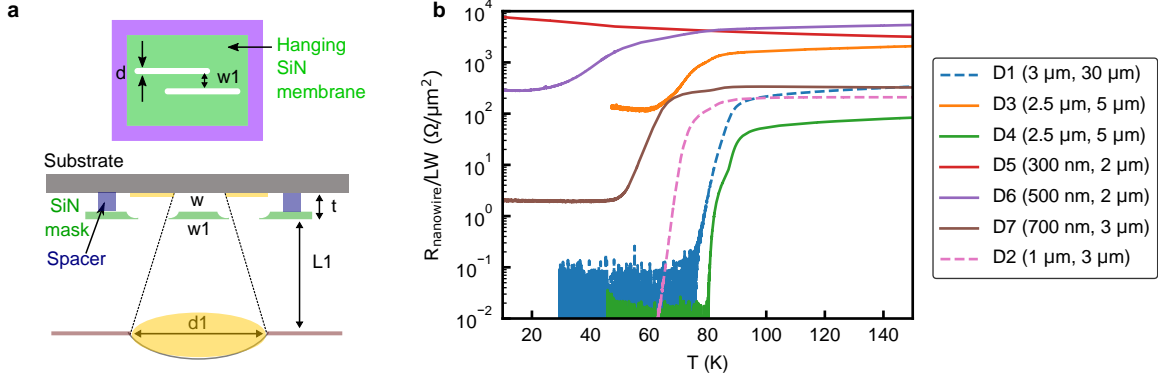 a
Hanging
SiN
membrane
d
w1
Substrate
SiN
mask
w
w1
t
Spacer
L1
d1
b
R_nanowire/LW (Ω/μm⁻²)
10⁴
10³
10²
10¹
10⁰
10⁻¹
10⁻²
20 40 60 80 100 120 140
T (K)
D1 (3 μm, 30 μm)
D3 (2.5 μm, 5 μm)
D4 (2.5 μm, 5 μm)
D5 (300 nm, 2 μm)
D6 (500 nm, 2 μm)
D7 (700 nm, 3 μm)
D2 (1 μm, 3 μm)